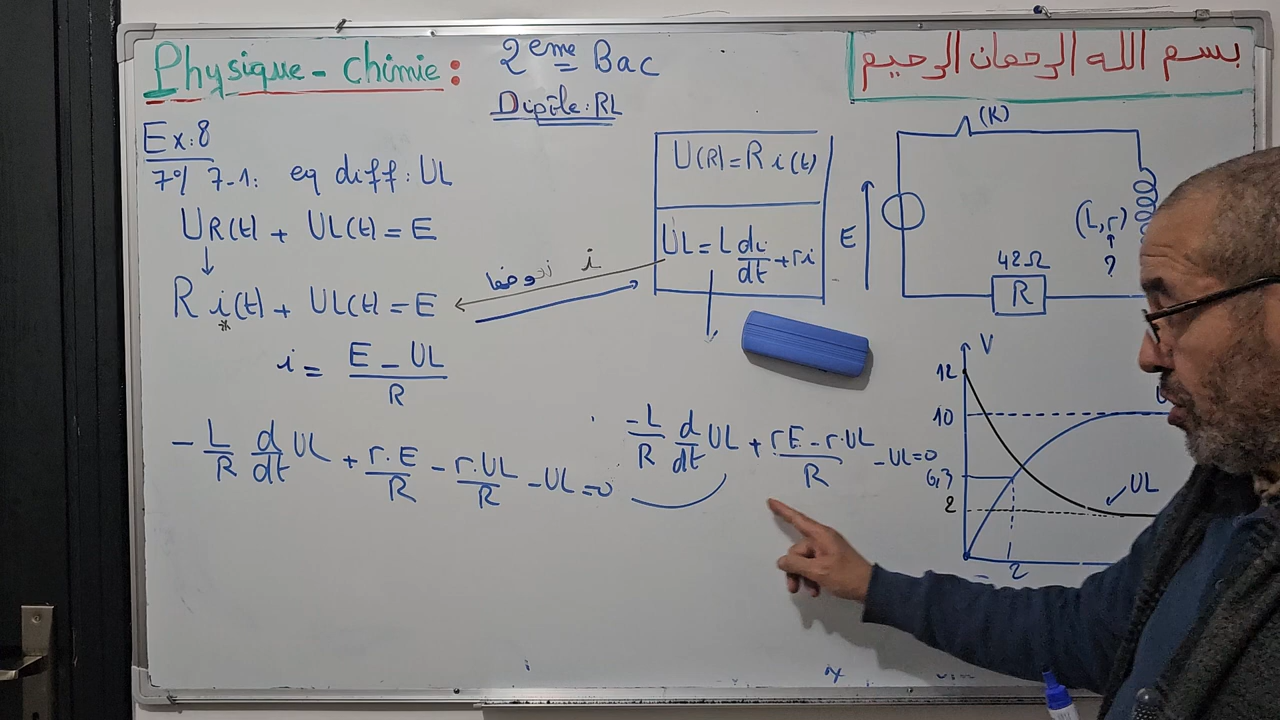 Physique - chimie :
2eme Bac
Dipôle: RL
بسم الله الرحمان الرحيم
Ex:8
7°/ 7-1: eq diff: UL
UR(t) + UL(t) = E
R i(t) + UL(t) = E
*
i = (E - UL)/R
-L/R d/dt UL + r.E/R - r.UL/R - UL = 0
i
U(R) = R i(t)
UL = L di/dt + ri
-L/R d/dt UL + (rE - r.UL)/R - UL = 0
(K)
E
(L,r)
?
42Ω
R
V
12
10
6,3
2
UL
2